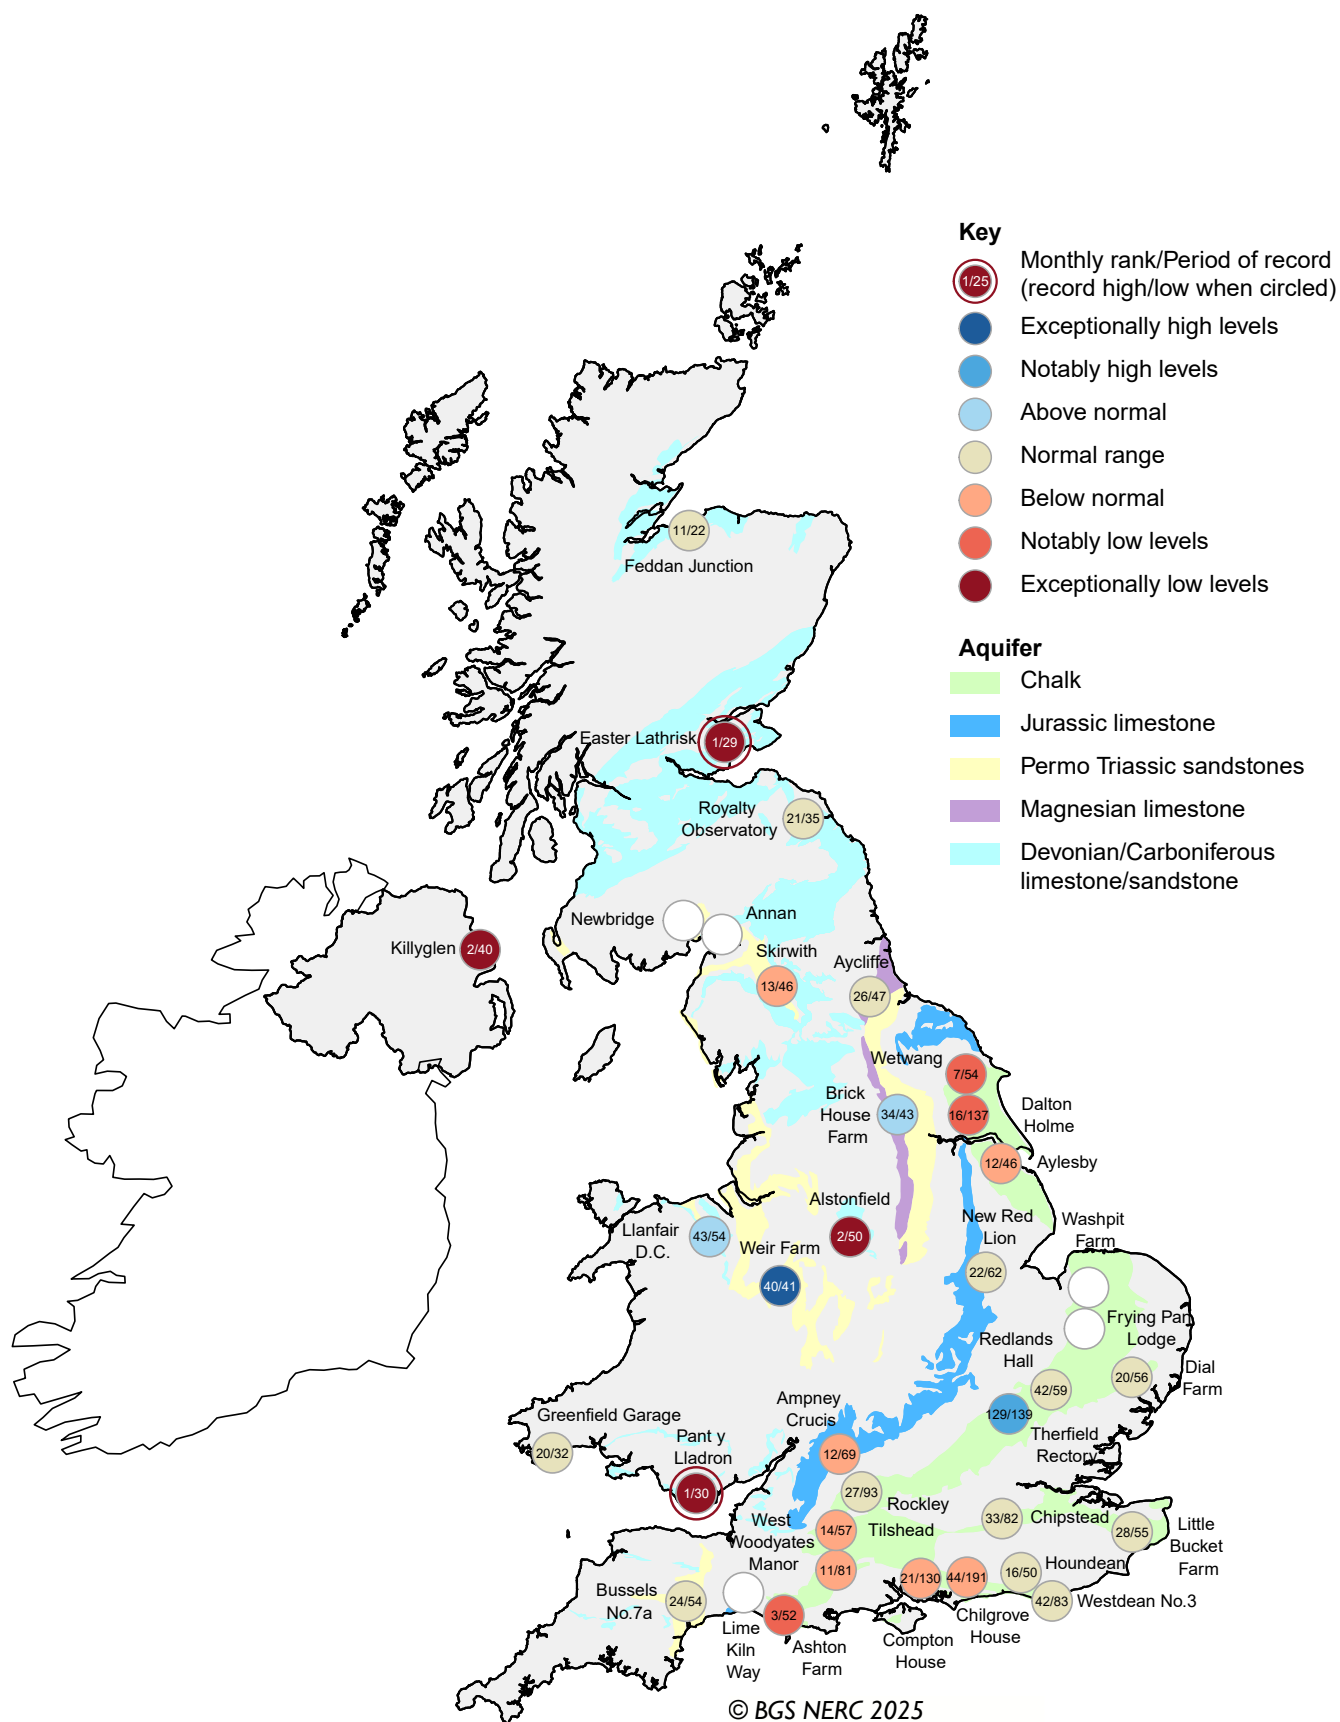 Key
1/25
Monthly rank/Period of record
(record high/low when circled)
Exceptionally high levels
Notably high levels
Above normal
Normal range
Below normal
Notably low levels
Exceptionally low levels
Aquifer
Chalk
Jurassic limestone
Permo Triassic sandstones
Magnesian limestone
Devonian/Carboniferous
limestone/sandstone
11/22
Feddan Junction
Easter Lathrisk
1/29
Royalty
Observatory
21/35
Newbridge
Annan
Killyglen
2/40
Skirwith
13/46
Aycliffe
26/47
Wetwang
7/54
Brick
House
Farm
34/43
16/137
Dalton
Holme
12/46
Aylesby
Alstonfield
2/50
Llanfair
D.C.
43/54
Weir Farm
40/41
New Red
Lion
22/62
Washpit
Farm
Frying Pan
Lodge
Redlands
Hall
42/59
20/56
Dial
Farm
129/139
Therfield
Rectory
Ampney
Crucis
12/69
Greenfield Garage
20/32
Pant y
Lladron
1/30
27/93
Rockley
West
Woodyates
Manor
14/57
Tilshead
11/81
33/82
Chipstead
28/55
Little
Bucket
Farm
21/130
44/191
16/50
Houndean
42/83
Westdean No.3
Bussels
No.7a
24/54
Lime
Kiln
Way
3/52
Ashton
Farm
Compton
House
Chilgrove
House
© BGS NERC 2025